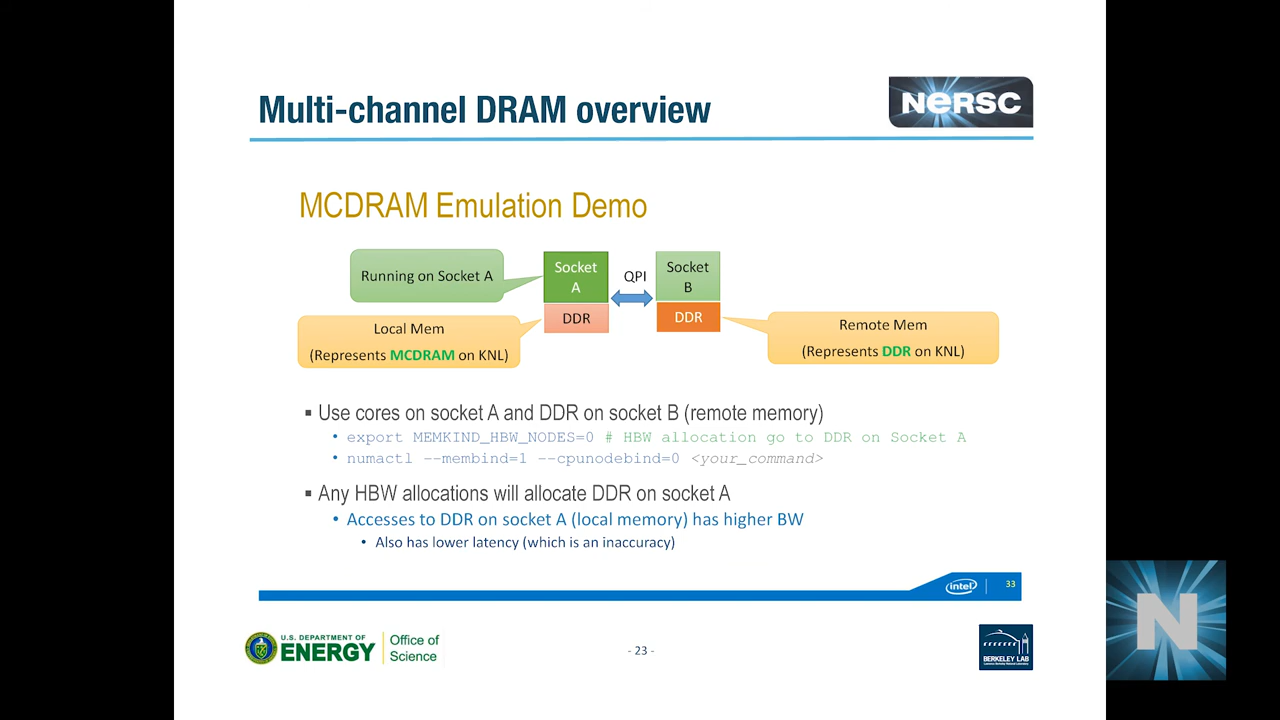 Multi-channel DRAM overview
NERSC
MCDRAM Emulation Demo
Running on Socket A
Socket
A
QPI
Socket
B
DDR
DDR
Local Mem
(Represents MCDRAM on KNL)
Remote Mem
(Represents DDR on KNL)
▪ Use cores on socket A and DDR on socket B (remote memory)
• export MEMKIND_HBW_NODES=0 # HBW allocation go to DDR on Socket A
• numactl --membind=1 --cpunodebind=0 <your_command>
▪ Any HBW allocations will allocate DDR on socket A
• Accesses to DDR on socket A (local memory) has higher BW
• Also has lower latency (which is an inaccuracy)
intel
33
U.S. DEPARTMENT OF
ENERGY
Office of
Science
- 23 -
BERKELEY LAB
N